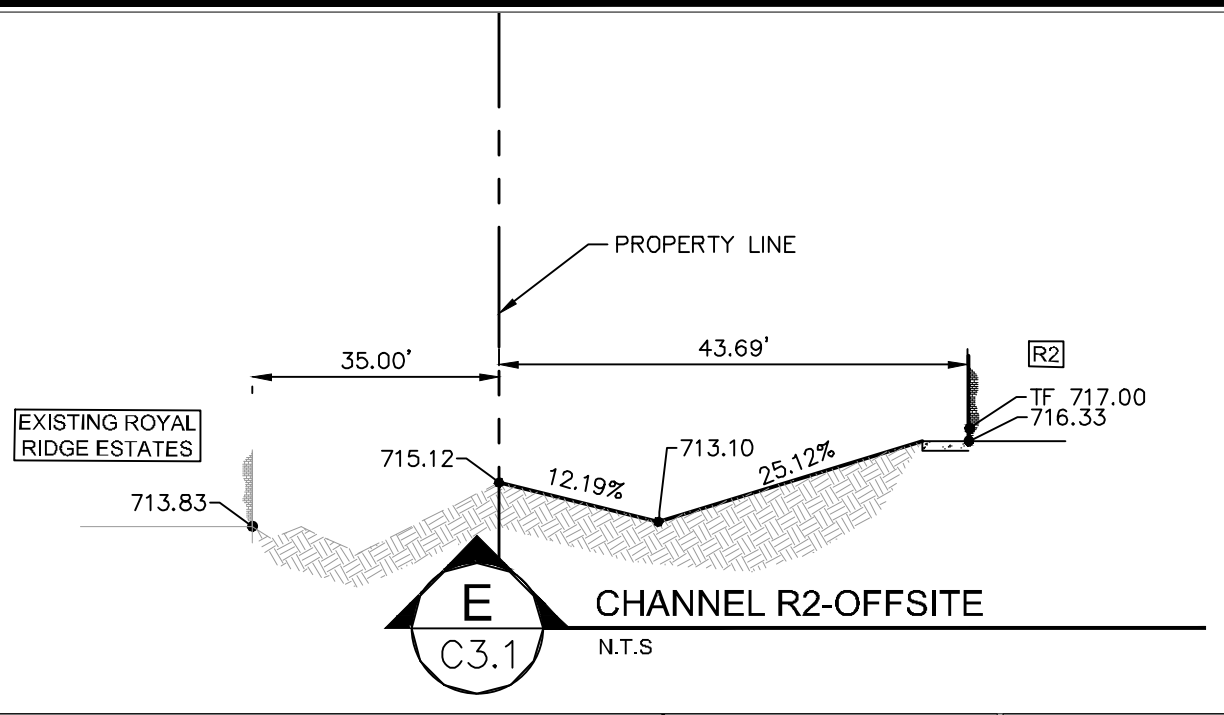 PROPERTY LINE
35.00'
43.69'
R2
TF 717.00
716.33
EXISTING ROYAL
RIDGE ESTATES
715.12
713.10
12.19%
25.12%
713.83
E
C3.1
CHANNEL R2-OFFSITE
N.T.S